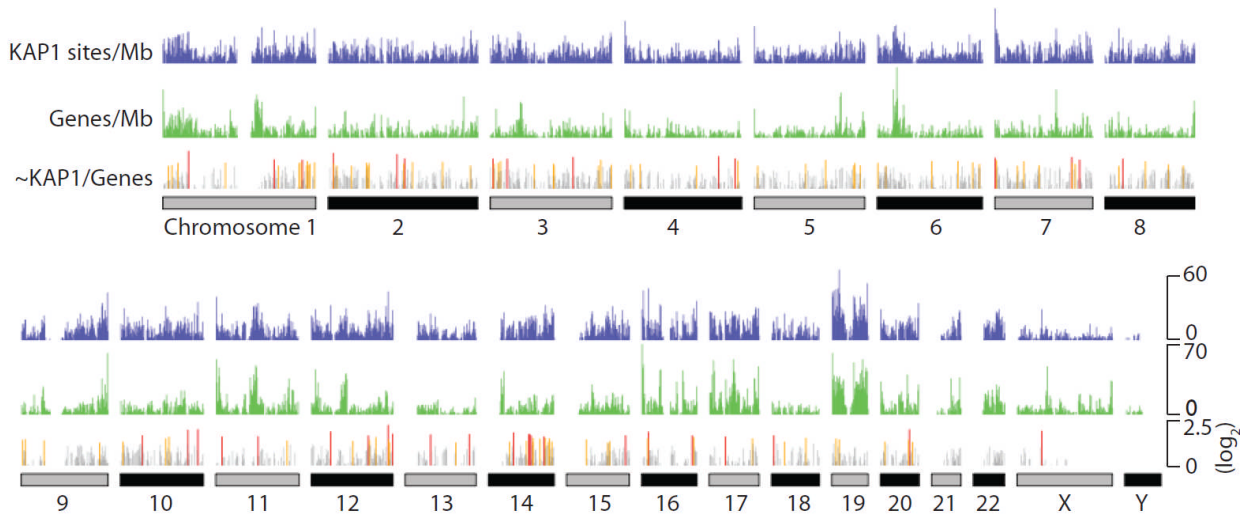 KAP1 sites/Mb
Genes/Mb
~KAP1/Genes
Chromosome 1 2 3 4 5 6 7 8
60
0
70
0
2.5
0
(log2)
9 10 11 12 13 14 15 16 17 18 19 20 21 22 X Y